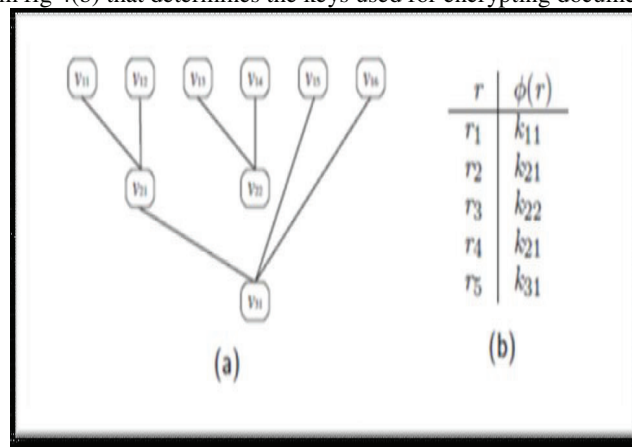 in fig 4(b) that determines the keys used for encrypting docume
V11 V12 V13 V14 V15 V16
V21 V22
V31
(a)
r ϕ(r)
r1 k11
r2 k21
r3 k22
r4 k21
r5 k31
(b)